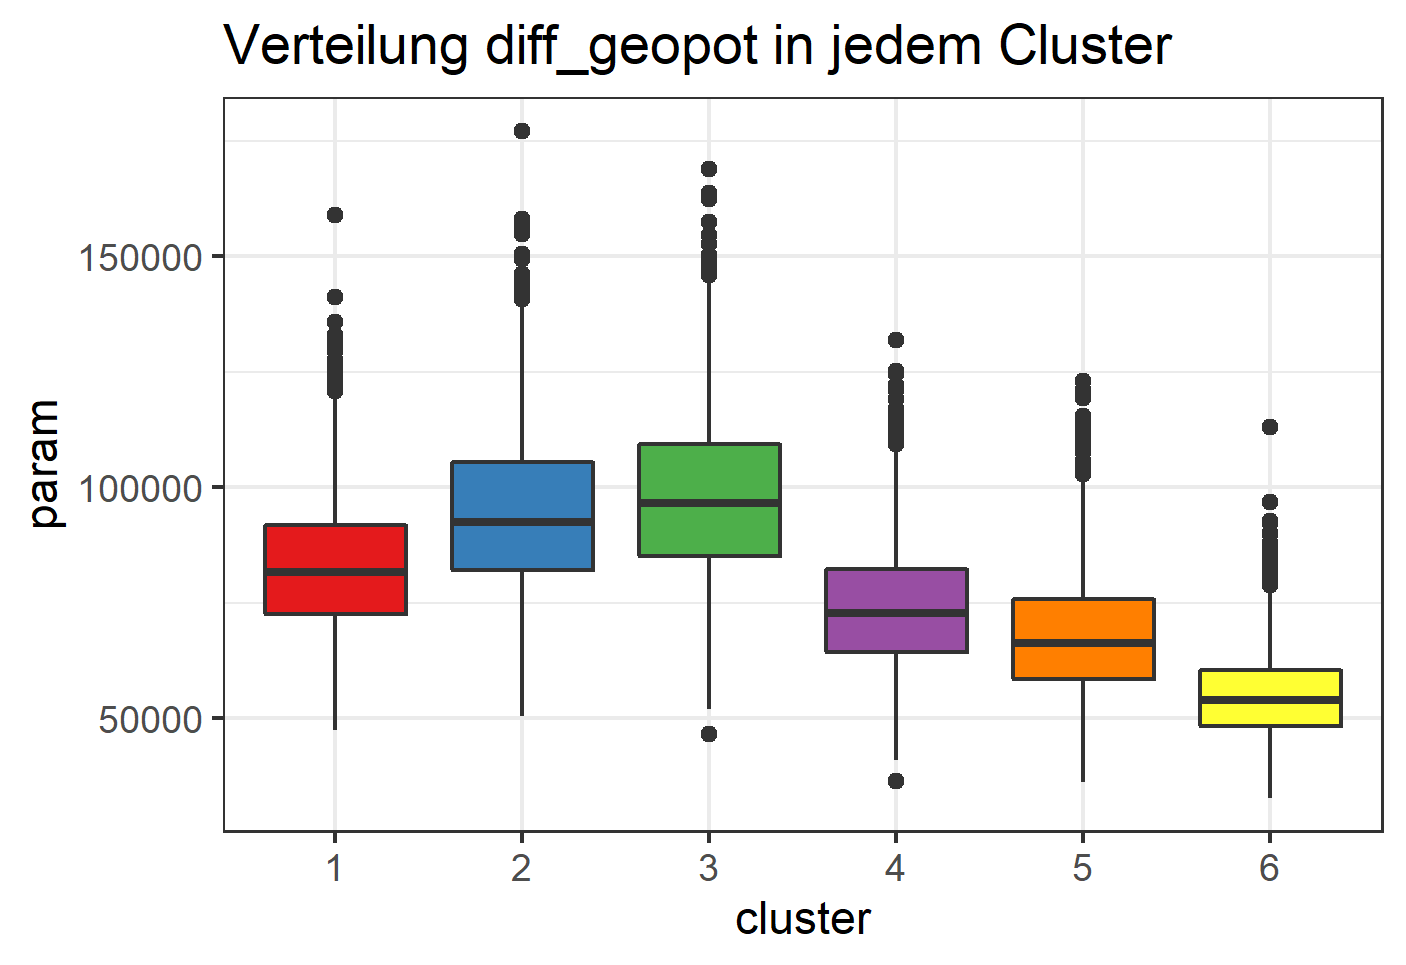 Verteilung diff_geopot in jedem Cluster
param
150000
100000
50000
1 2 3 4 5 6
cluster